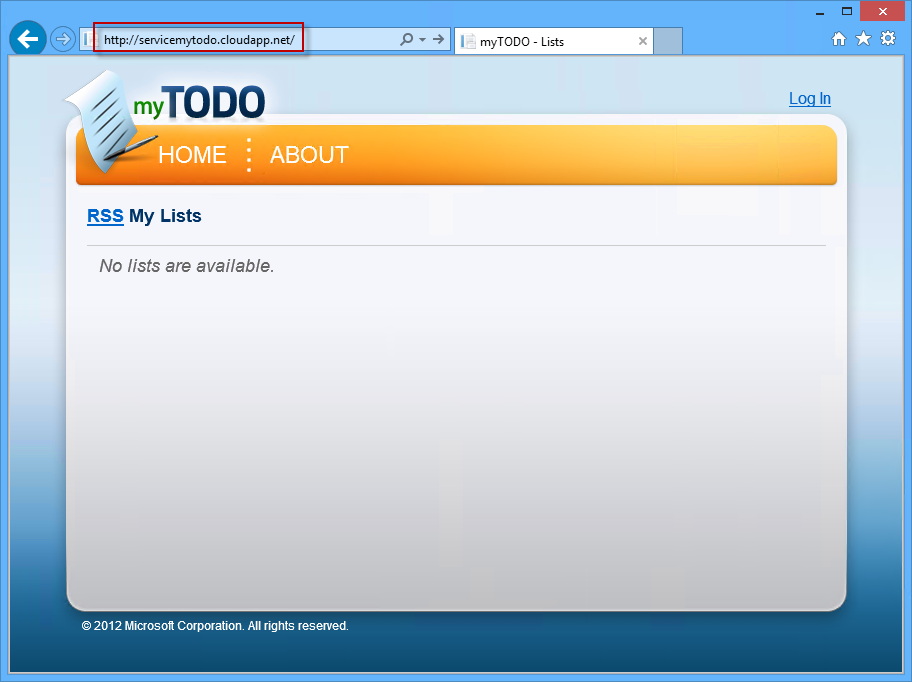 http://servicemytodo.cloudapp.net/
myTODO - Lists
myTODO
Log In
HOME
ABOUT
RSS My Lists
No lists are available.
© 2012 Microsoft Corporation. All rights reserved.